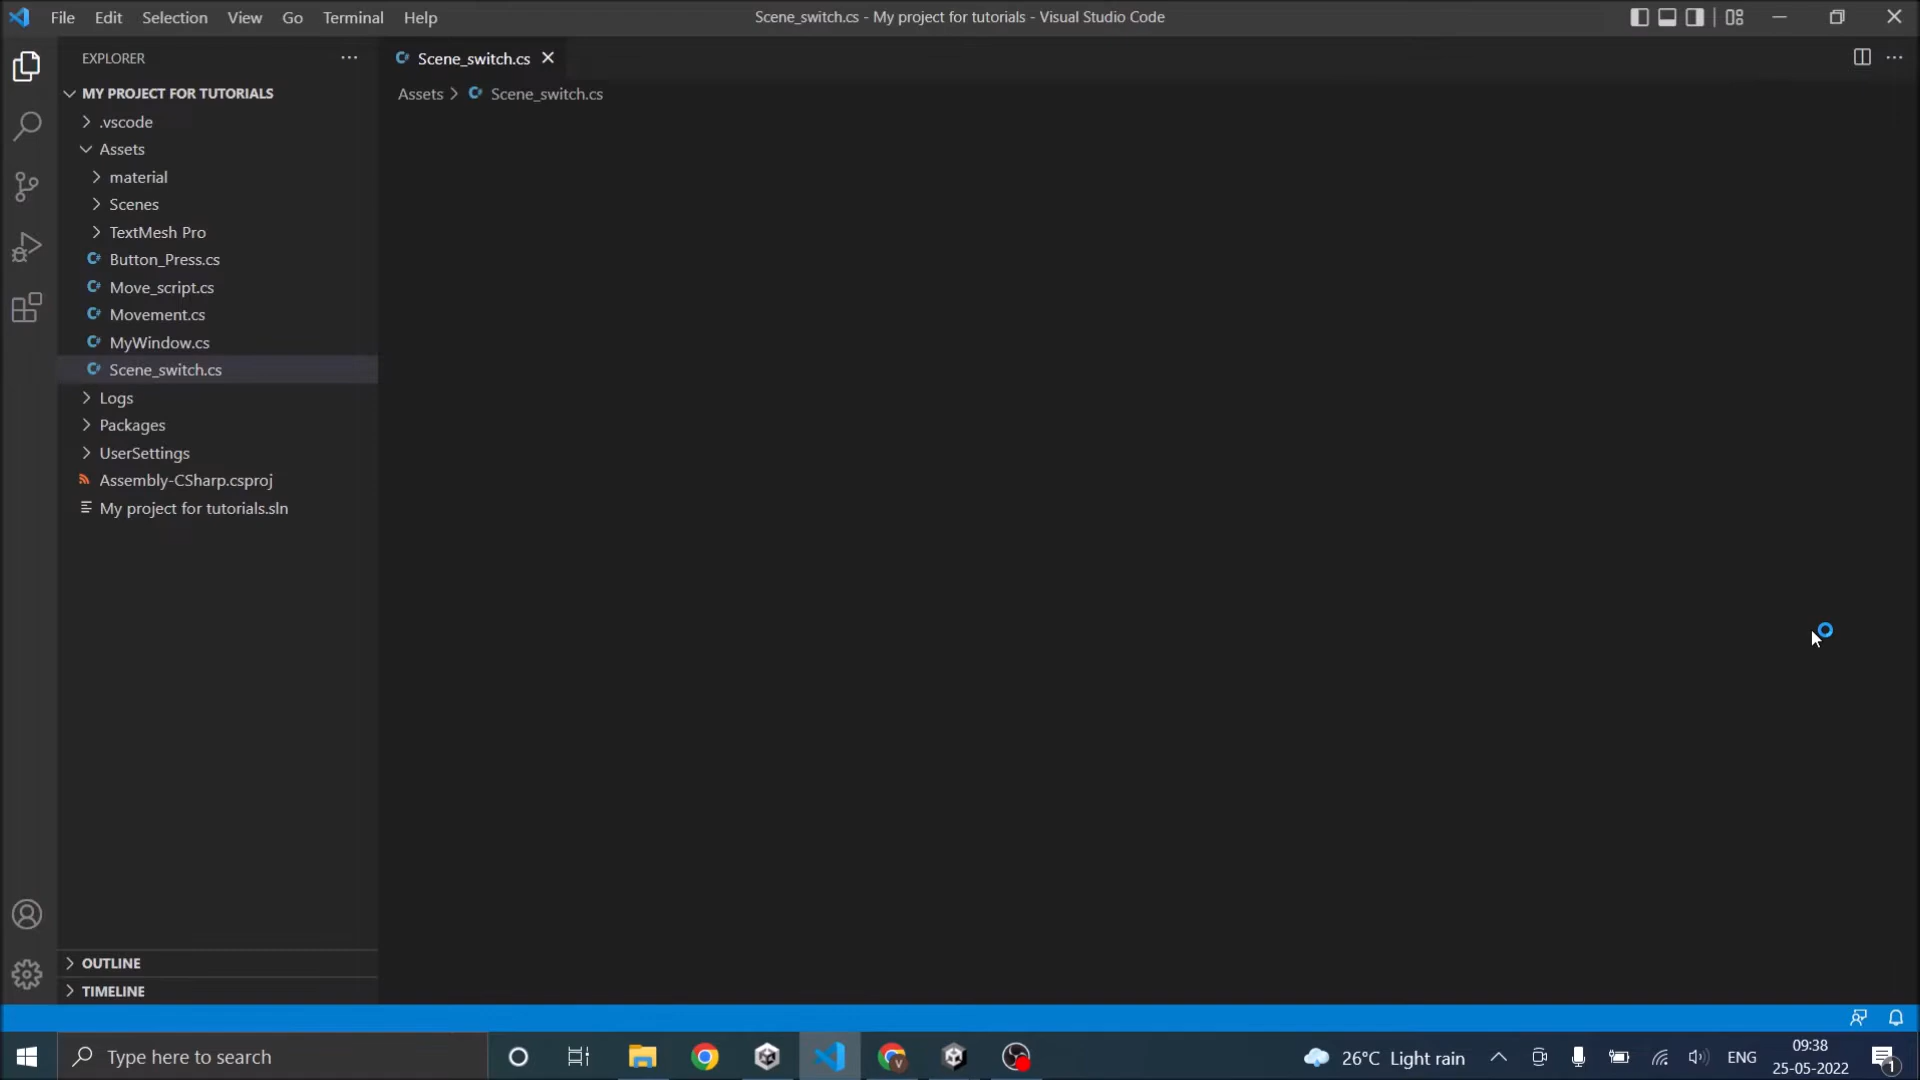 File Edit Selection View Go Terminal Help
Scene_switch.cs - My project for tutorials - Visual Studio Code
EXPLORER
Scene_switch.cs
MY PROJECT FOR TUTORIALS
Assets > Scene_switch.cs
.vscode
Assets
material
Scenes
TextMesh Pro
Button_Press.cs
Move_script.cs
Movement.cs
MyWindow.cs
Scene_switch.cs
Logs
Packages
UserSettings
Assembly-CSharp.csproj
My project for tutorials.sln
OUTLINE
TIMELINE
Type here to search
26°C Light rain
ENG
09:38
25-05-2022
1